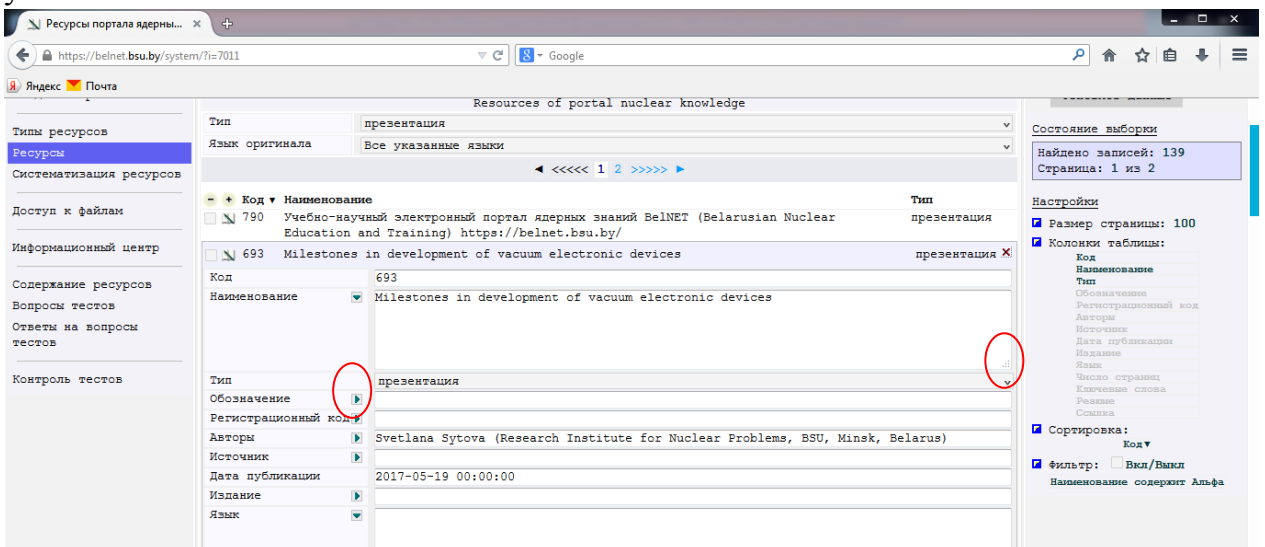 у
Ресурсы портала ядерны... ×
https://belnet.bsu.by/system/?i=7011
Google
Яндекс Почта
Resources of portal nuclear knowledge
Типы ресурсов
Ресурсы
Систематизация ресурсов
Доступ к файлам
Информационный центр
Содержание ресурсов
Вопросы тестов
Ответы на вопросы
тестов
Контроль тестов
Тип презентация
Язык оригинала Все указанные языки
◄ <<<<< 1 2 >>>>> ►
- + Код ▾ Наименование Тип
790 Учебно-научный электронный портал ядерных знаний BelNET (Belarusian Nuclear презентация
Education and Training) https://belnet.bsu.by/
693 Milestones in development of vacuum electronic devices презентация ×
Код 693
Наименование Milestones in development of vacuum electronic devices
Тип презентация
Обозначение
Регистрационный код
Авторы Svetlana Sytova (Research Institute for Nuclear Problems, BSU, Minsk, Belarus)
Источник
Дата публикации 2017-05-19 00:00:00
Издание
Язык
Состояние выборки
Найдено записей: 139
Страница: 1 из 2
Настройки
Размер страницы: 100
Колонки таблицы:
Код
Наименование
Тип
Обозначение
Регистрационный код
Авторы
Источник
Дата публикации
Издание
Язык
Число страниц
Ключевые слова
Резюме
Ссылка
Сортировка:
Код▼
Фильтр: Вкл/Выкл
Наименование содержит Альфа